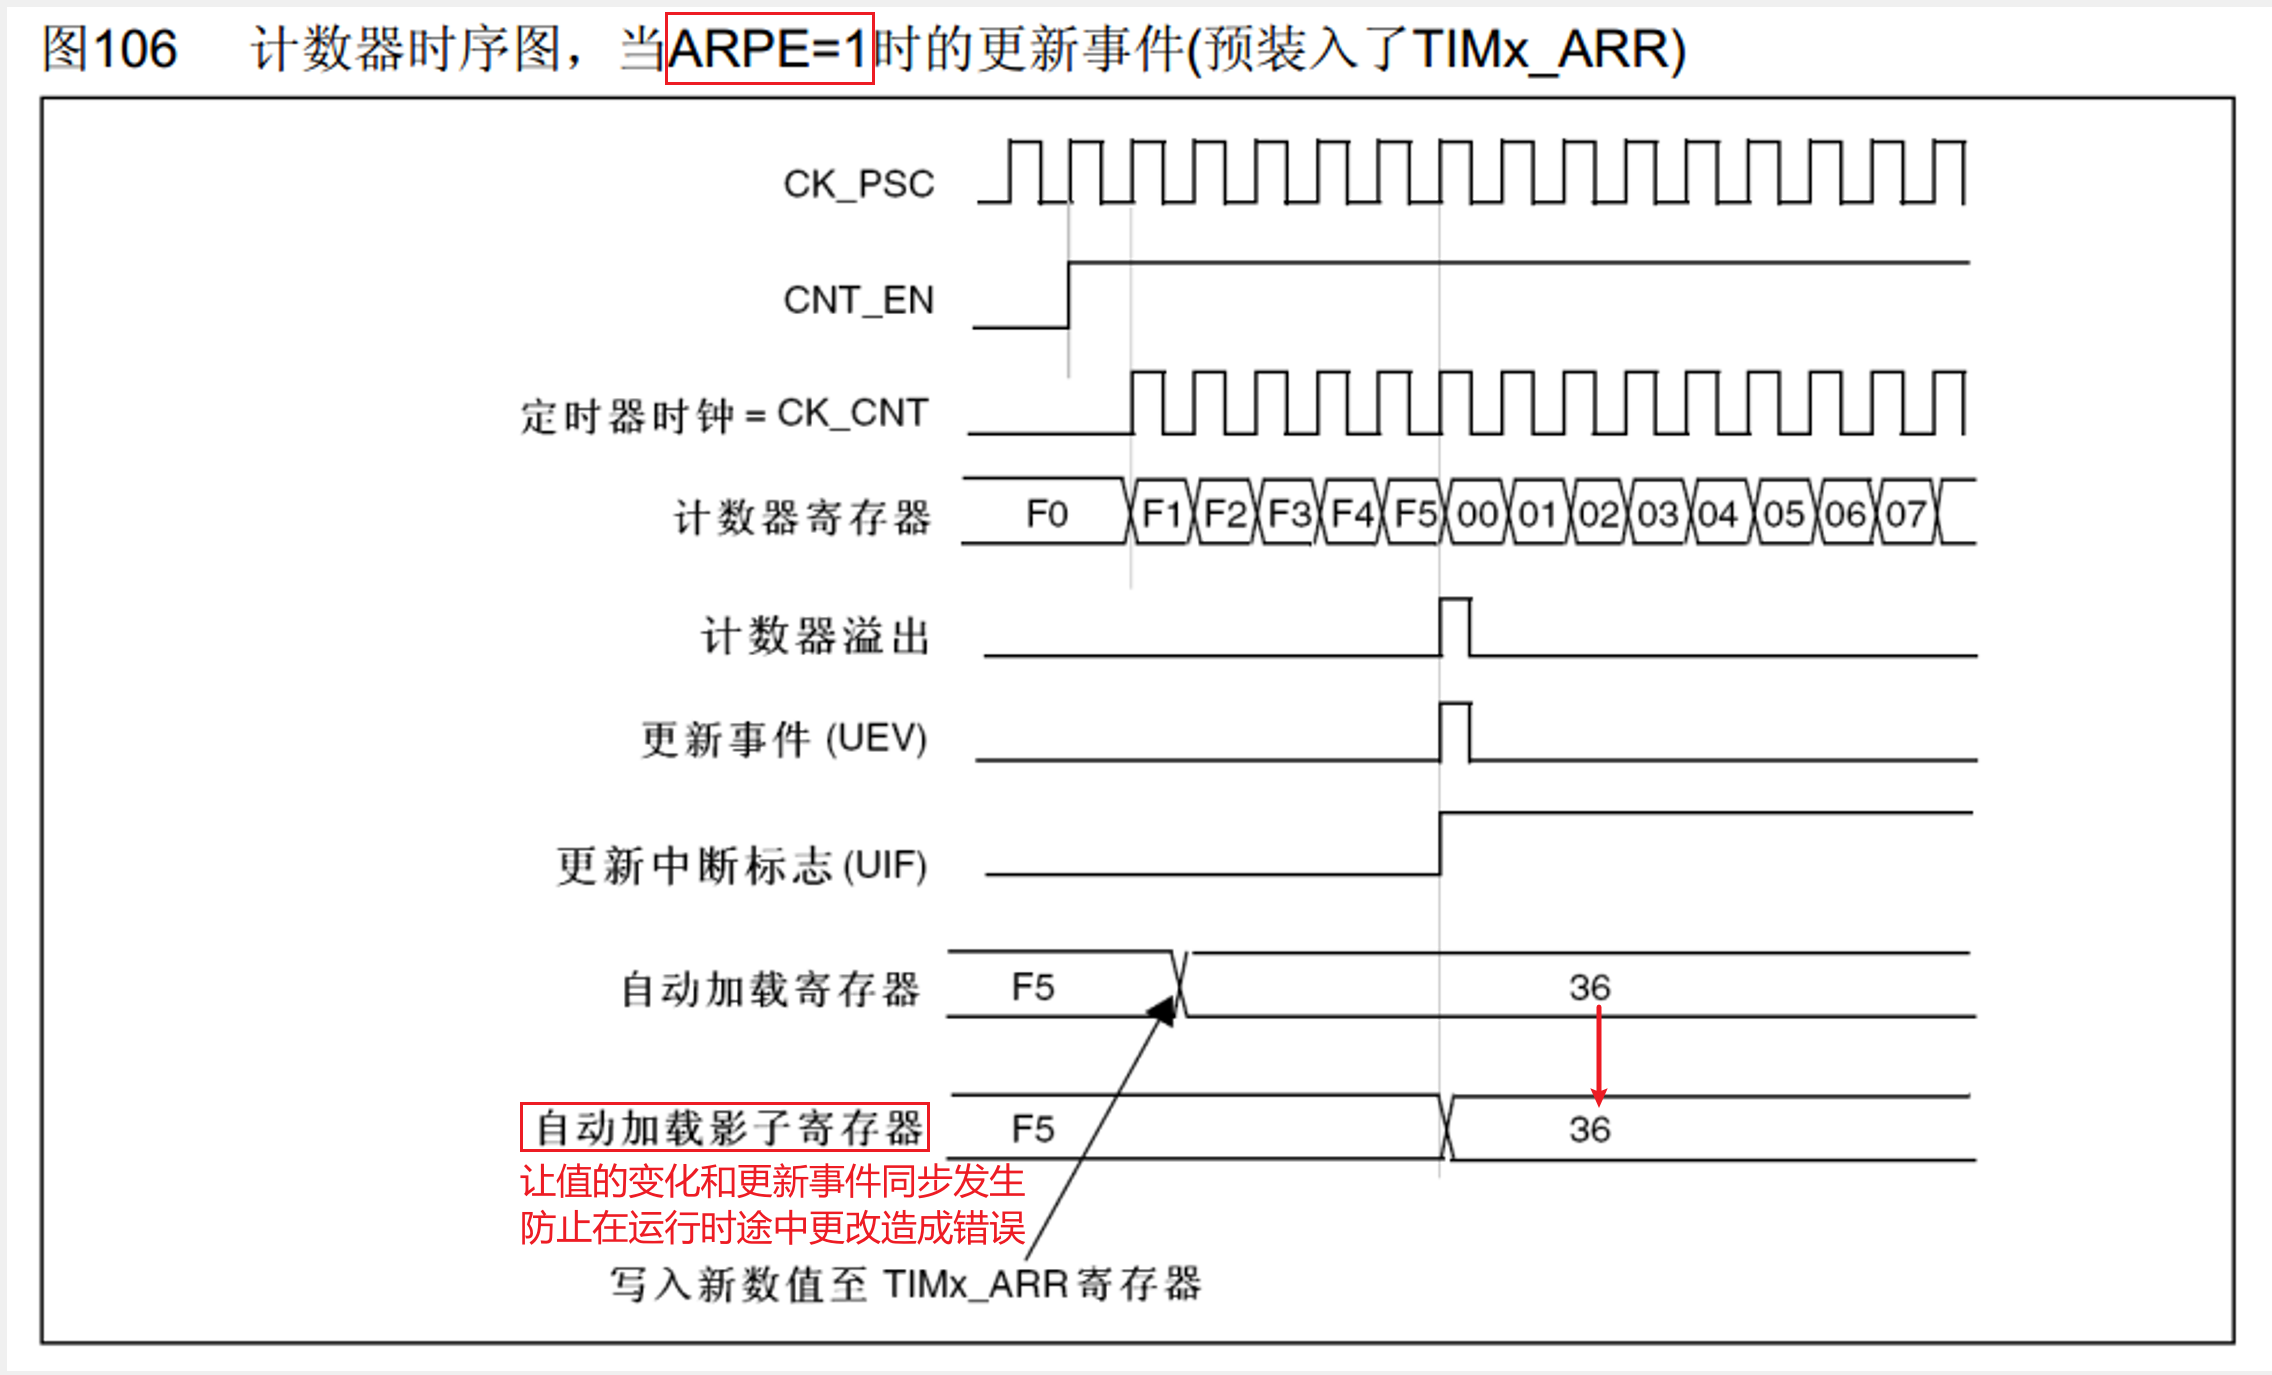 图106 计数器时序图，当ARPE=1时的更新事件(预装入了TIMx_ARR)
CK_PSC
CNT_EN
定时器时钟 = CK_CNT
计数器寄存器 F0 F1 F2 F3 F4 F5 00 01 02 03 04 05 06 07
计数器溢出
更新事件 (UEV)
更新中断标志 (UIF)
自动加载寄存器 F5 36
自动加载影子寄存器 F5 36
让值的变化和更新事件同步发生
防止在运行时途中更改造成错误
写入新数值至 TIMx_ARR 寄存器